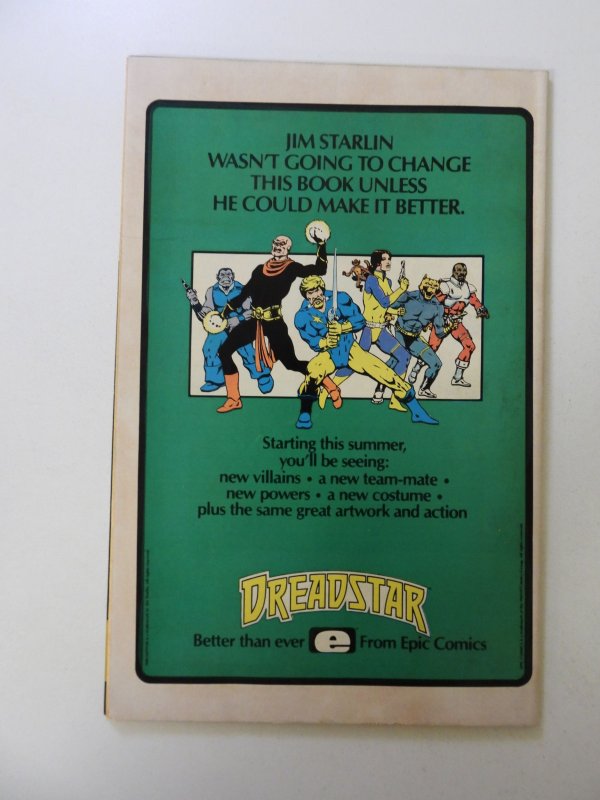 JIM STARLIN
WASN'T GOING TO CHANGE
THIS BOOK UNLESS
HE COULD MAKE IT BETTER.
Starting this summer,
you'll be seeing:
new villains • a new team-mate •
new powers • a new costume •
plus the same great artwork and action
DREADSTAR
Better than ever e From Epic Comics